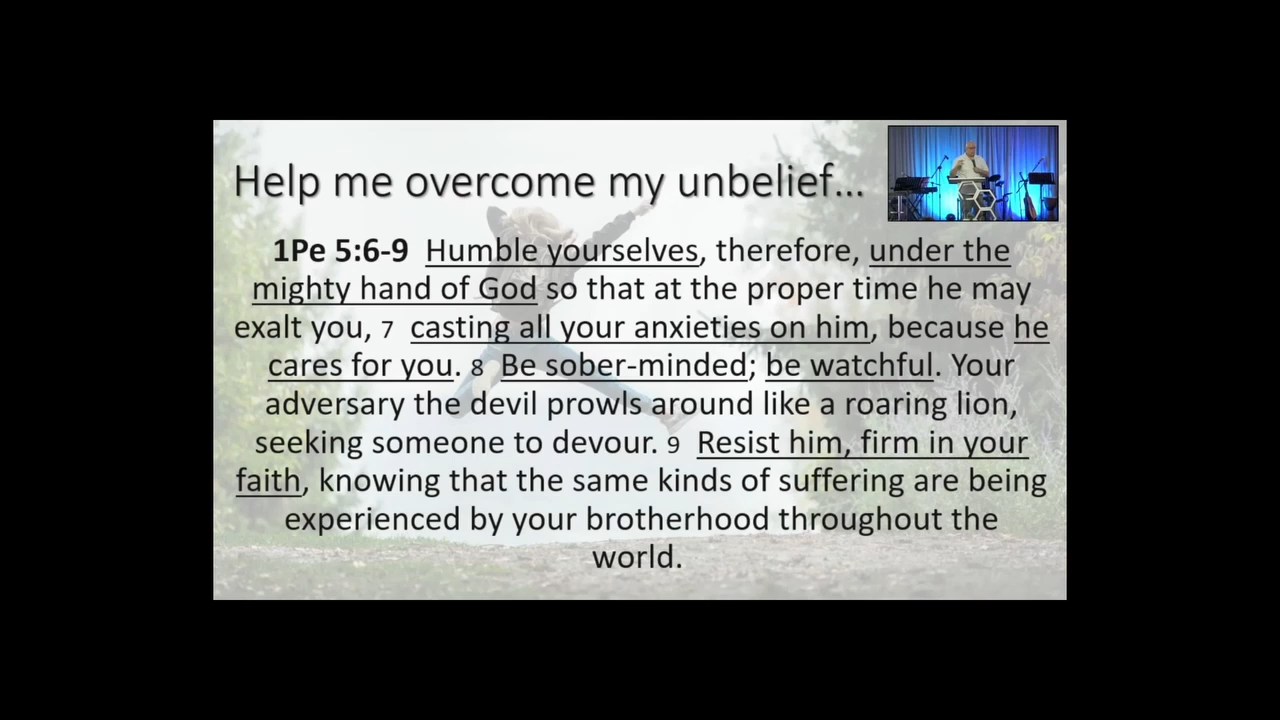 Help me overcome my unbelief...
1Pe 5:6-9 Humble yourselves, therefore, under the
mighty hand of God so that at the proper time he may
exalt you, 7 casting all your anxieties on him, because he
cares for you. 8 Be sober-minded; be watchful. Your
adversary the devil prowls around like a roaring lion,
seeking someone to devour. 9 Resist him, firm in your
faith, knowing that the same kinds of suffering are being
experienced by your brotherhood throughout the
world.